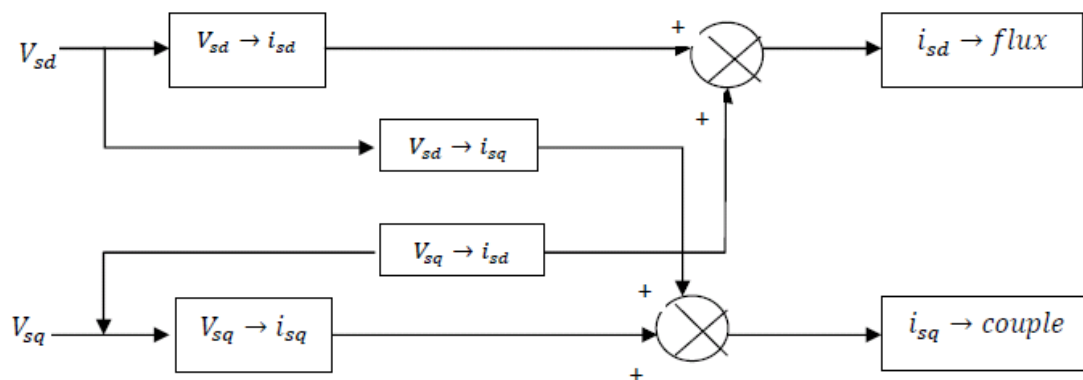 V_sd
V_sd → i_sd
+
i_sd → flux
+
V_sd → i_sq
V_sq → i_sd
+
V_sq
V_sq → i_sq
i_sq → couple
+